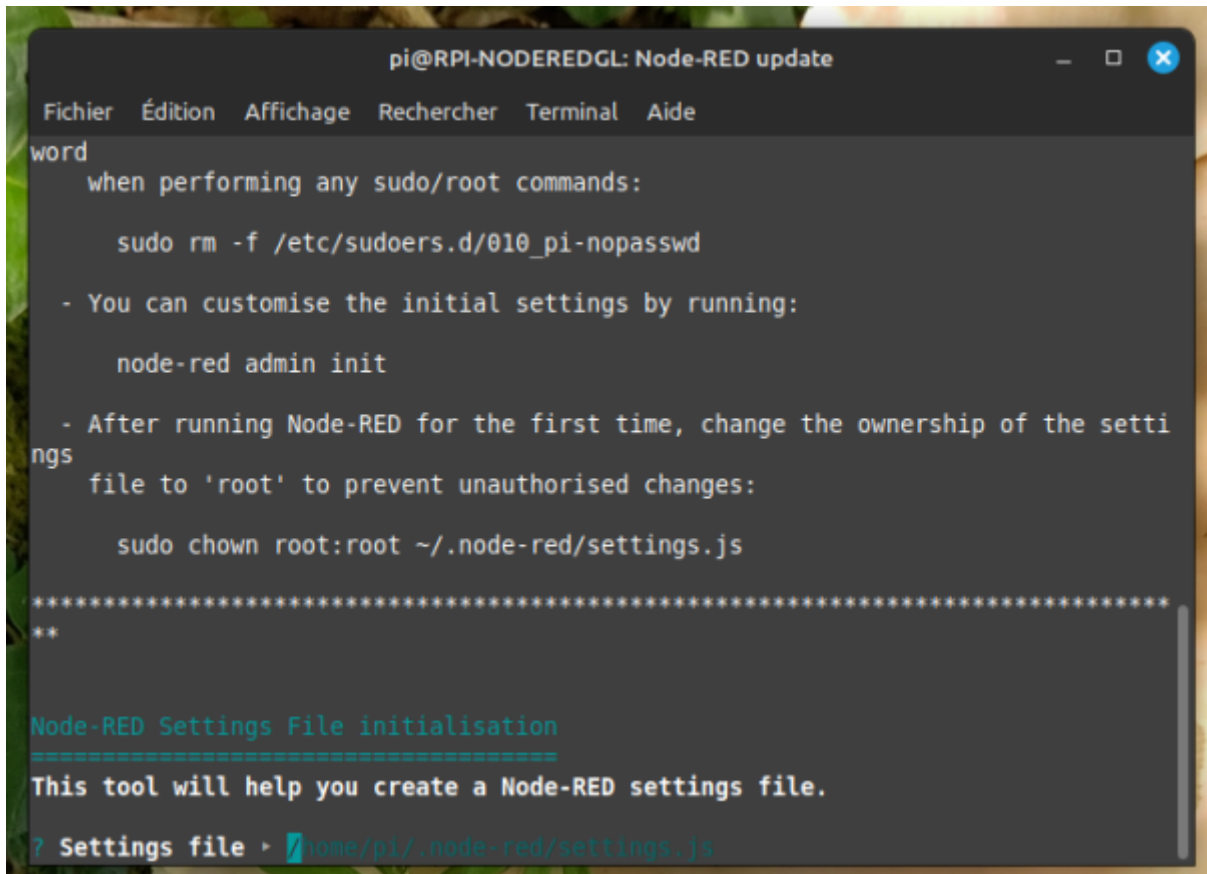 pi@RPI-NODEREDGL: Node-RED update
Fichier Édition Affichage Rechercher Terminal Aide
word
when performing any sudo/root commands:
sudo rm -f /etc/sudoers.d/010_pi-nopasswd
- You can customise the initial settings by running:
node-red admin init
- After running Node-RED for the first time, change the ownership of the setti
ngs
file to 'root' to prevent unauthorised changes:
sudo chown root:root ~/.node-red/settings.js
********************************************************************************
**
Node-RED Settings File initialisation
=====================================
This tool will help you create a Node-RED settings file.
? Settings file ‣ /home/pi/.node-red/settings.js